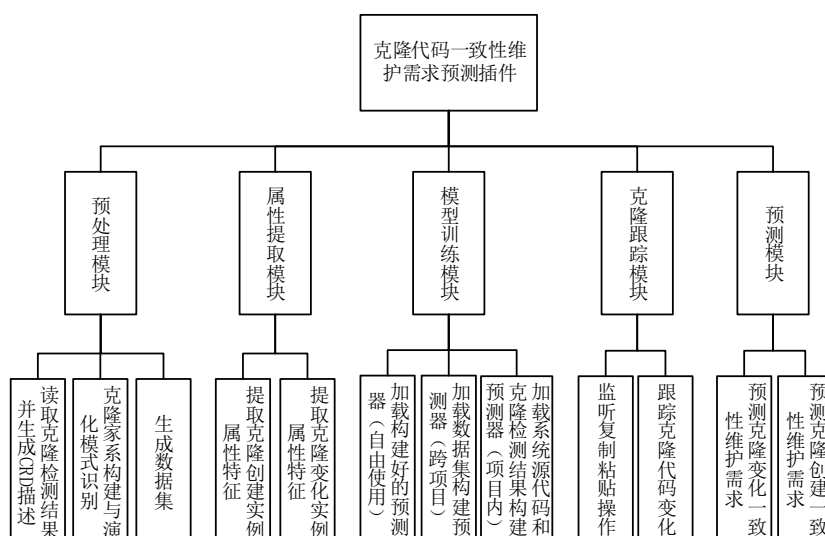 克隆代码一致性维
护需求预测插件
预处理模块
属性提取模块
模型训练模块
克隆跟踪模块
预测模块
读取克隆检测结果
并生成CRD描述
克隆家系构建与演
化模式识别
生成数据集
提取克隆创建实例
属性特征
提取克隆变化实例
属性特征
加载构建好的预测
器（自由使用）
加载数据集构建预
测器（跨项目）
加载系统源代码和
克隆检测结果构建
预测器（项目内）
监听复制粘贴操作
跟踪克隆代码变化
预测克隆变化一致
性维护需求
预测克隆创建一致
性维护需求